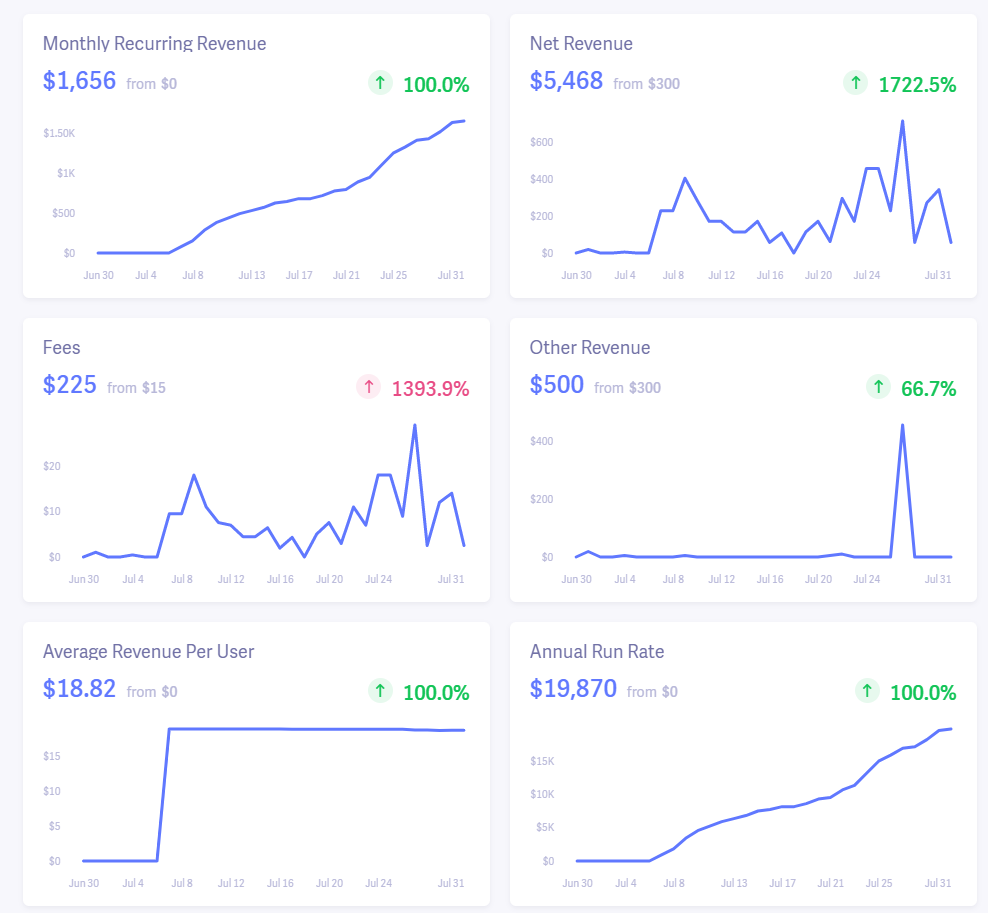 Monthly Recurring Revenue
$1,656 from $0 ↑ 100.0%
$1.50K
$1K
$500
$0
Jun 30 Jul 4 Jul 8 Jul 13 Jul 17 Jul 21 Jul 25 Jul 31
Net Revenue
$5,468 from $300 ↑ 1722.5%
$600
$400
$200
$0
Jun 30 Jul 4 Jul 8 Jul 12 Jul 16 Jul 20 Jul 24 Jul 31
Fees
$225 from $15 ↑ 1393.9%
$20
$10
$0
Jun 30 Jul 4 Jul 8 Jul 12 Jul 16 Jul 20 Jul 24 Jul 31
Other Revenue
$500 from $300 ↑ 66.7%
$400
$200
$0
Jun 30 Jul 4 Jul 8 Jul 12 Jul 16 Jul 20 Jul 24 Jul 31
Average Revenue Per User
$18.82 from $0 ↑ 100.0%
$15
$10
$5
$0
Jun 30 Jul 4 Jul 8 Jul 12 Jul 16 Jul 20 Jul 24 Jul 31
Annual Run Rate
$19,870 from $0 ↑ 100.0%
$15K
$10K
$5K
$0
Jun 30 Jul 4 Jul 8 Jul 13 Jul 17 Jul 21 Jul 25 Jul 31